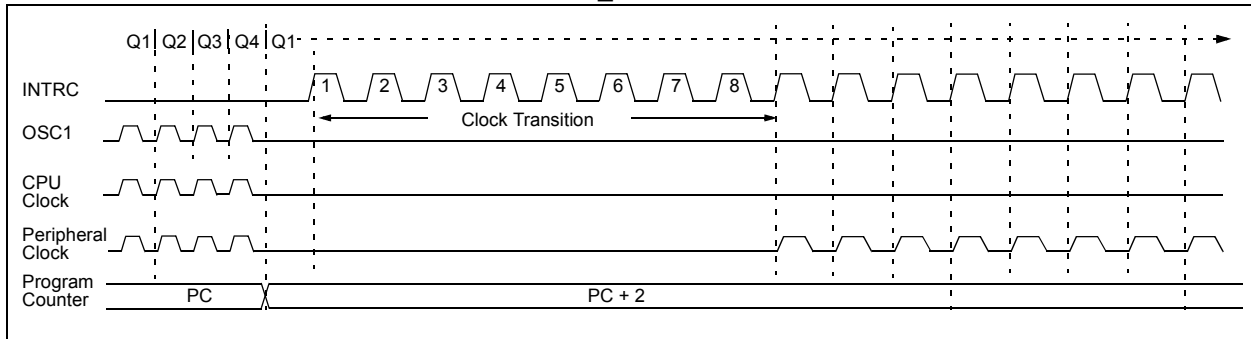 Q1 Q2 Q3 Q4 Q1
INTRC
1 2 3 4 5 6 7 8
Clock Transition
OSC1
CPU
Clock
Peripheral
Clock
Program
Counter
PC
PC + 2